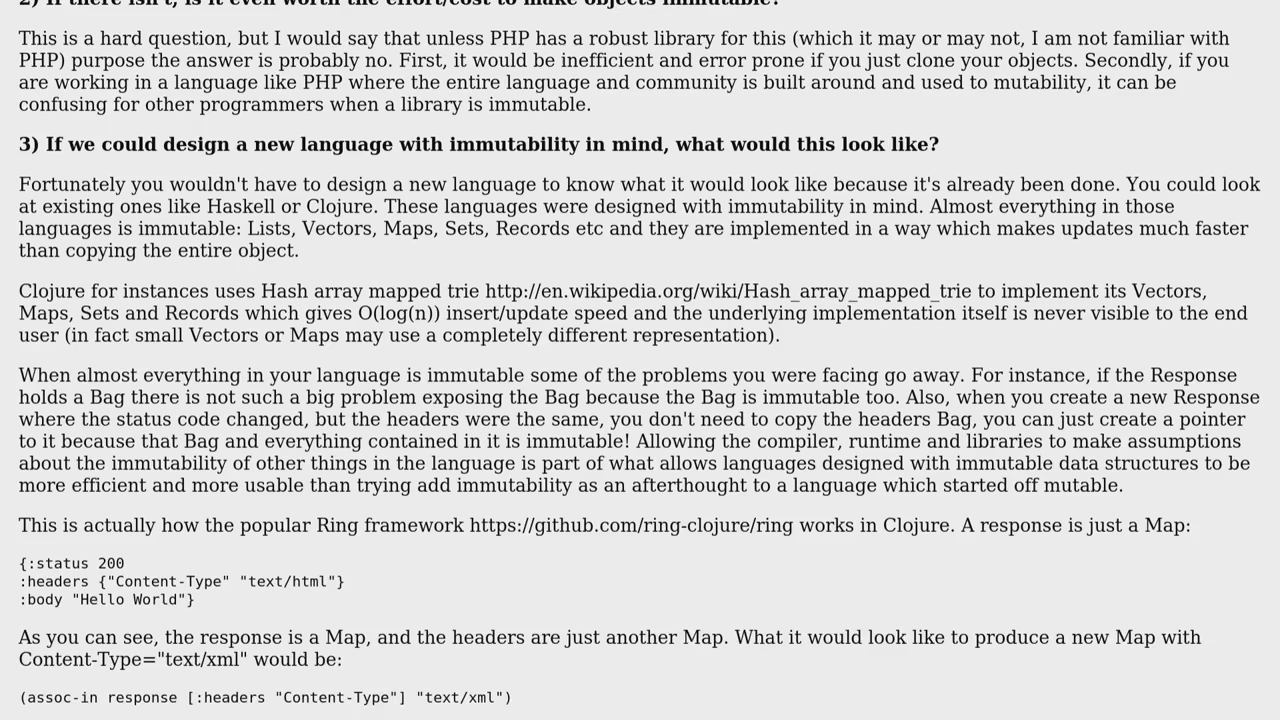 2) If there isn't, is it even worth the effort/cost to make objects immutable?
This is a hard question, but I would say that unless PHP has a robust library for this (which it may or may not, I am not familiar with
PHP) purpose the answer is probably no. First, it would be inefficient and error prone if you just clone your objects. Secondly, if you
are working in a language like PHP where the entire language and community is built around and used to mutability, it can be
confusing for other programmers when a library is immutable.
3) If we could design a new language with immutability in mind, what would this look like?
Fortunately you wouldn't have to design a new language to know what it would look like because it's already been done. You could look
at existing ones like Haskell or Clojure. These languages were designed with immutability in mind. Almost everything in those
languages is immutable: Lists, Vectors, Maps, Sets, Records etc and they are implemented in a way which makes updates much faster
than copying the entire object.
Clojure for instances uses Hash array mapped trie http://en.wikipedia.org/wiki/Hash_array_mapped_trie to implement its Vectors,
Maps, Sets and Records which gives O(log(n)) insert/update speed and the underlying implementation itself is never visible to the end
user (in fact small Vectors or Maps may use a completely different representation).
When almost everything in your language is immutable some of the problems you were facing go away. For instance, if the Response
holds a Bag there is not such a big problem exposing the Bag because the Bag is immutable too. Also, when you create a new Response
where the status code changed, but the headers were the same, you don't need to copy the headers Bag, you can just create a pointer
to it because that Bag and everything contained in it is immutable! Allowing the compiler, runtime and libraries to make assumptions
about the immutability of other things in the language is part of what allows languages designed with immutable data structures to be
more efficient and more usable than trying add immutability as an afterthought to a language which started off mutable.
This is actually how the popular Ring framework https://github.com/ring-clojure/ring works in Clojure. A response is just a Map:
{:status 200
:headers {"Content-Type" "text/html"}
:body "Hello World"}
As you can see, the response is a Map, and the headers are just another Map. What it would look like to produce a new Map with
Content-Type="text/xml" would be:
(assoc-in response [:headers "Content-Type"] "text/xml")